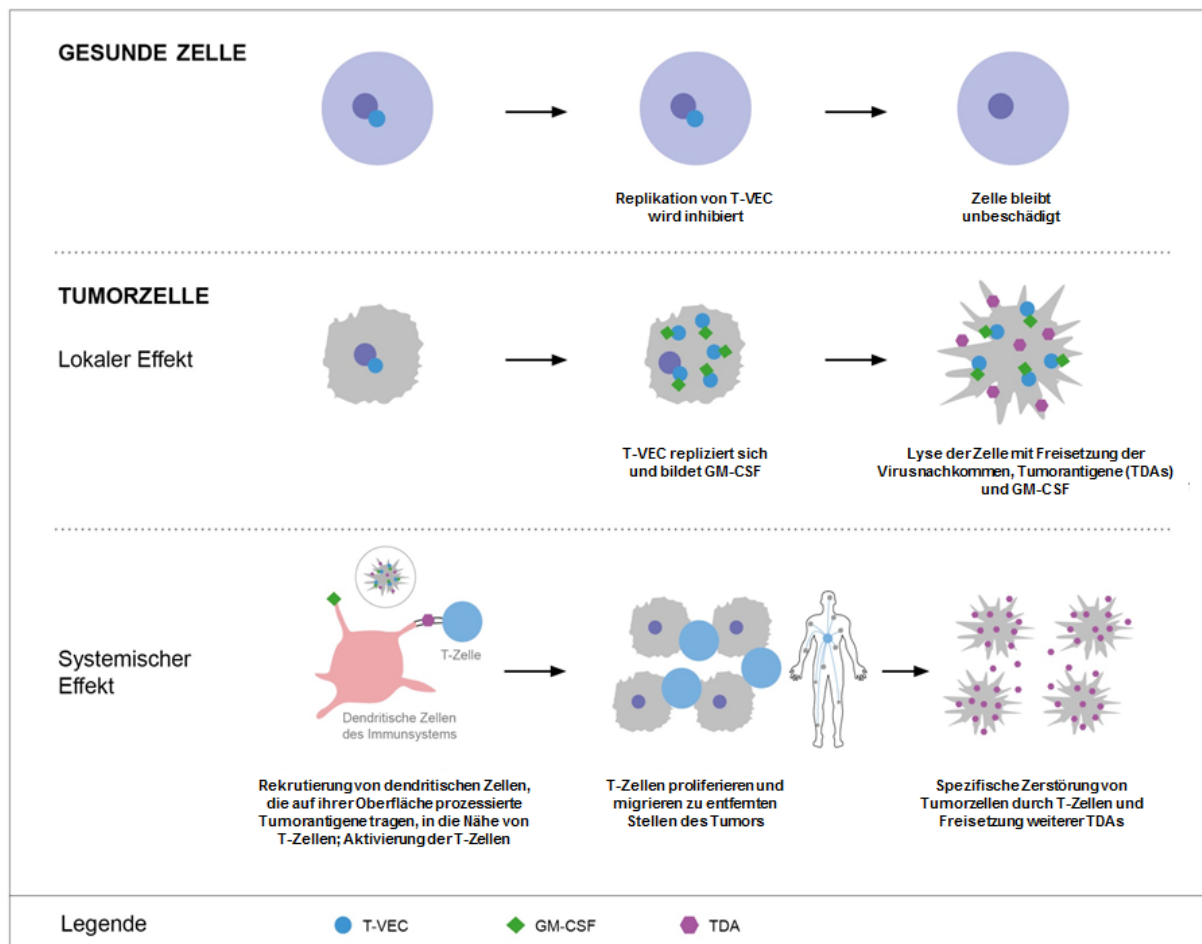 GESUNDE ZELLE
Replikation von T-VEC
wird inhibiert
Zelle bleibt
unbeschädigt
TUMORZELLE
Lokaler Effekt
T-VEC repliziert sich
und bildet GM-CSF
Lyse der Zelle mit Freisetzung der
Virusnachkommen, Tumorantigene (TDAs)
und GM-CSF
Systemischer
Effekt
T-Zelle
Dendritische Zellen
des Immunsystems
Rekrutierung von dendritischen Zellen,
die auf ihrer Oberfläche prozessierte
Tumorantigene tragen, in die Nähe von
T-Zellen; Aktivierung der T-Zellen
T-Zellen proliferieren und
migrieren zu entfernten
Stellen des Tumors
Spezifische Zerstörung von
Tumorzellen durch T-Zellen und
Freisetzung weiterer TDAs
Legende
T-VEC
GM-CSF
TDA